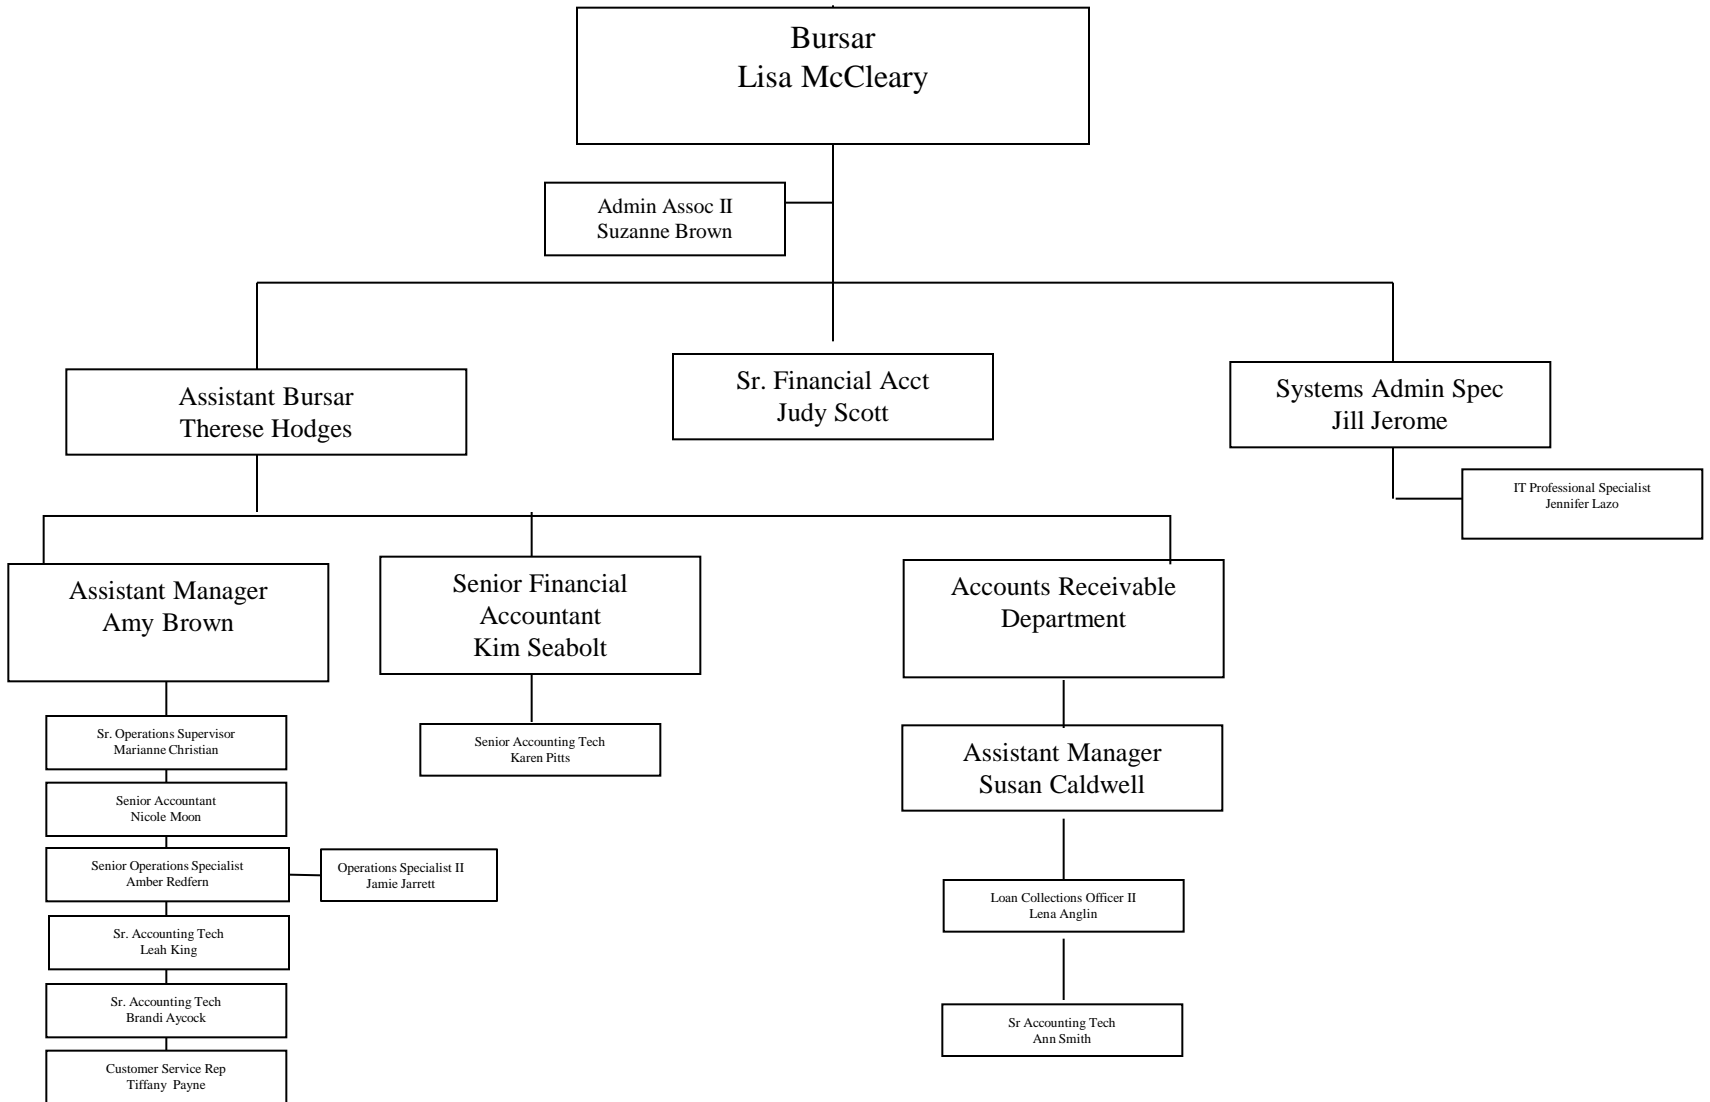 Bursar
Lisa McCleary
Admin Assoc II
Suzanne Brown
Assistant Bursar
Therese Hodges
Sr. Financial Acct
Judy Scott
Systems Admin Spec
Jill Jerome
IT Professional Specialist
Jennifer Lazo
Assistant Manager
Amy Brown
Senior Financial
Accountant
Kim Seabolt
Accounts Receivable
Department
Sr. Operations Supervisor
Marianne Christian
Senior Accounting Tech
Karen Pitts
Assistant Manager
Susan Caldwell
Senior Accountant
Nicole Moon
Senior Operations Specialist
Amber Redfern
Operations Specialist II
Jamie Jarrett
Loan Collections Officer II
Lena Anglin
Sr. Accounting Tech
Leah King
Sr. Accounting Tech
Brandi Aycock
Sr Accounting Tech
Ann Smith
Customer Service Rep
Tiffany Payne